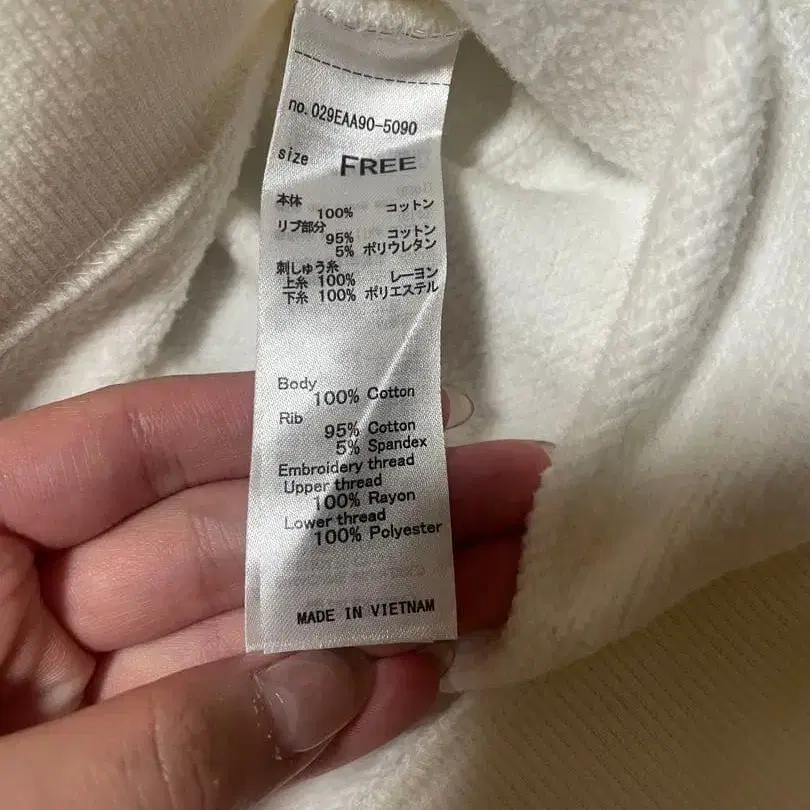 no. 029EAA90-5090
size FREE
本体
100% コットン
リブ部分
95% コットン
5% ポリウレタン
刺しゅう糸
上糸 100% レーヨン
下糸 100% ポリエステル
Body
100% Cotton
Rib
95% Cotton
5% Spandex
Embroidery thread
Upper thread
100% Rayon
Lower thread
100% Polyester
MADE IN VIETNAM